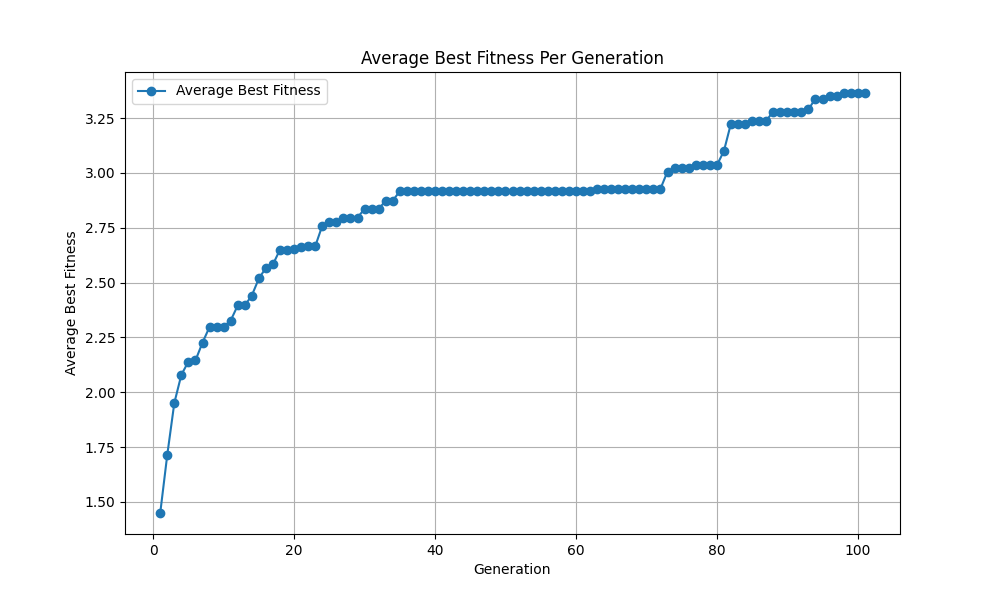 Average Best Fitness Per Generation
Average Best Fitness
Average Best Fitness
3.25
3.00
2.75
2.50
2.25
2.00
1.75
1.50
0 20 40 60 80 100
Generation